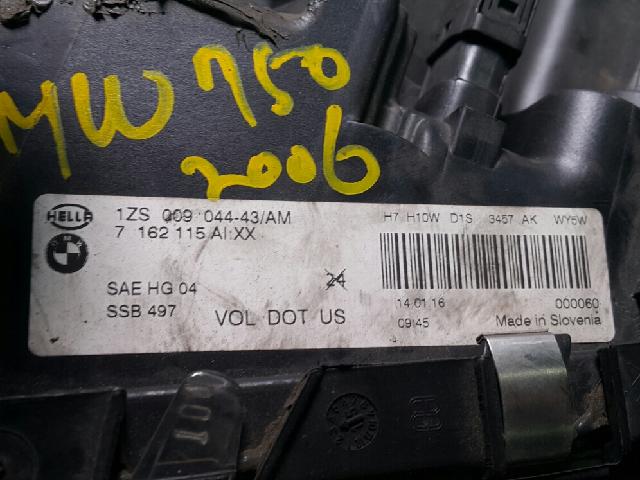 MW 750
2006
HELLA
1ZS 009 044-43/AM
7 162 115 AI:XX
SAE HG 04
SSB 497
24
VOL DOT US
H7 H10W D1S 3457 AK WY5W
14.01.16
000060
09:45
Made in Slovenia